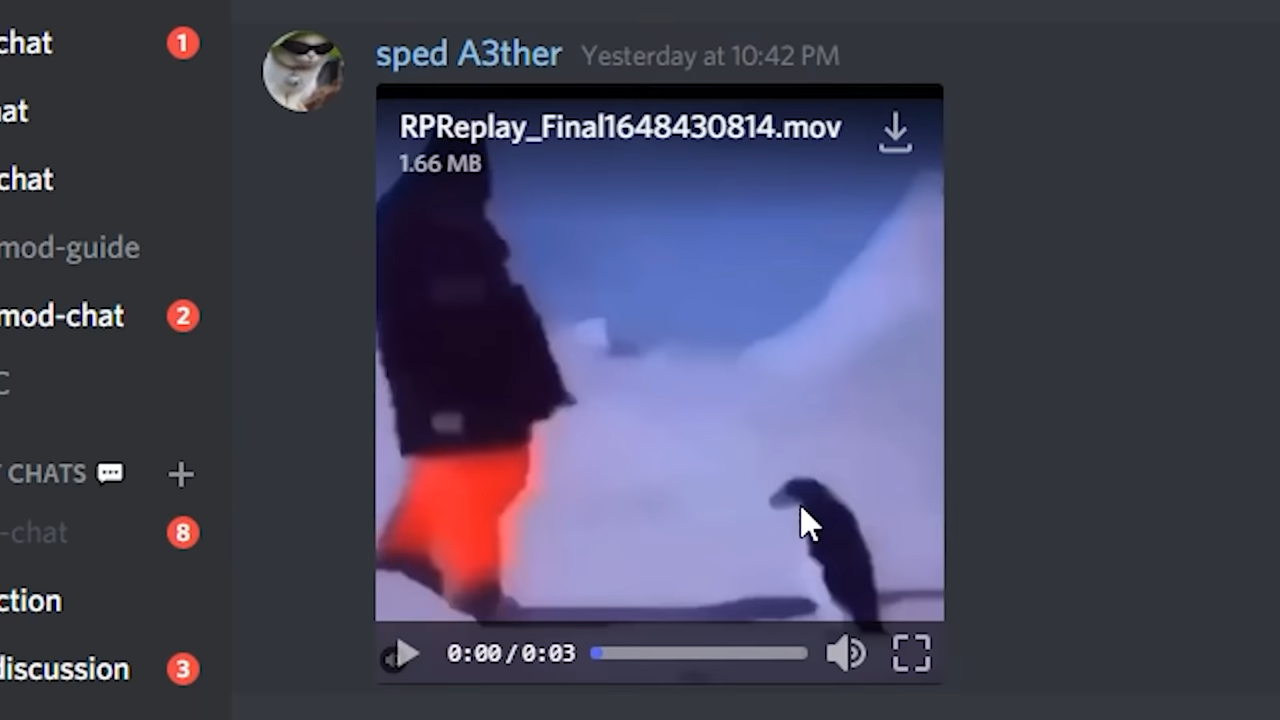 chat
1
sped A3ther Yesterday at 10:42 PM
at
RPReplay_Final1648430814.mov
1.66 MB
chat
mod-guide
mod-chat
2
C
CHATS
-chat
8
ction
discussion
3
0:00/0:03